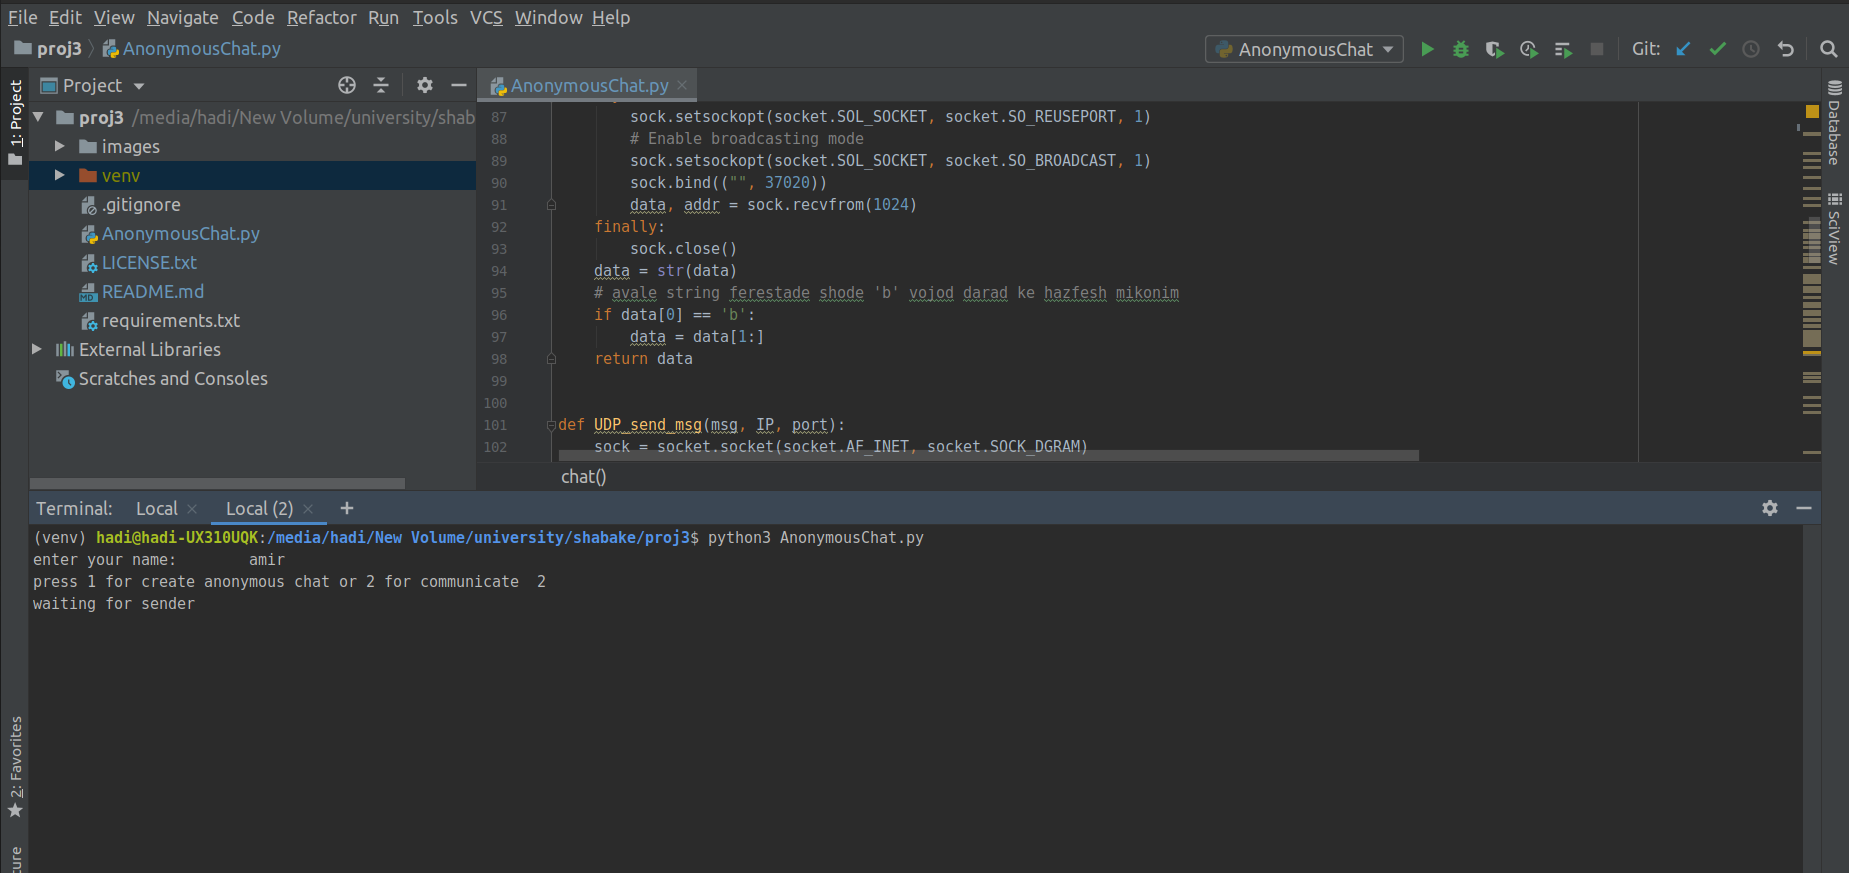 File Edit View Navigate Code Refactor Run Tools VCS Window Help
proj3 AnonymousChat.py
AnonymousChat
Git:
1: Project
Project
AnonymousChat.py
proj3 /media/hadi/New Volume/university/shab
images
venv
.gitignore
AnonymousChat.py
LICENSE.txt
README.md
requirements.txt
External Libraries
Scratches and Consoles
87 sock.setsockopt(socket.SOL_SOCKET, socket.SO_REUSEPORT, 1)
88 # Enable broadcasting mode
89 sock.setsockopt(socket.SOL_SOCKET, socket.SO_BROADCAST, 1)
90 sock.bind(("", 37020))
91 data, addr = sock.recvfrom(1024)
92 finally:
93 sock.close()
94 data = str(data)
95 # avale string ferestade shode 'b' vojod darad ke hazfesh mikonim
96 if data[0] == 'b':
97 data = data[1:]
98 return data
99
100
101 def UDP_send_msg(msg, IP, port):
102 sock = socket.socket(socket.AF_INET, socket.SOCK_DGRAM)
chat()
Database
SciView
Terminal: Local Local (2)
(venv) hadi@hadi-UX310UQK:/media/hadi/New Volume/university/shabake/proj3$ python3 AnonymousChat.py
enter your name: amir
press 1 for create anonymous chat or 2 for communicate 2
waiting for sender
2: Favorites